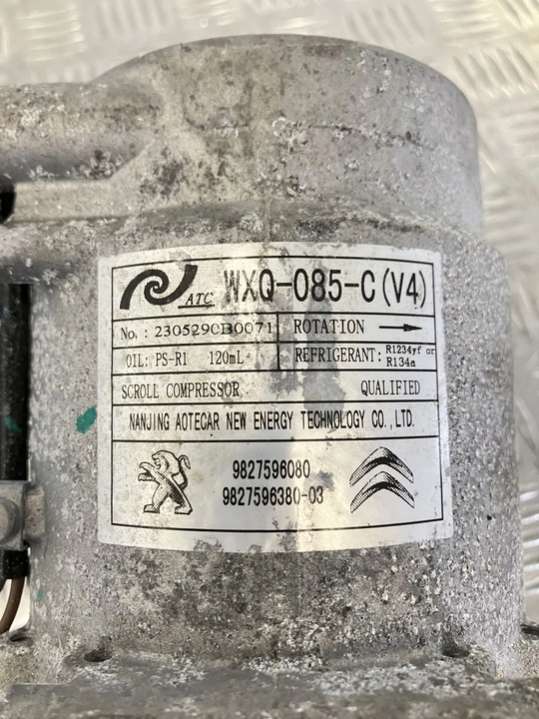 ATC WXQ-085-C(V4)
No.: 230529CB0071 ROTATION
OIL: PS-R1 120mL REFRIGERANT: R1234yf or R134a
SCROLL COMPRESSOR QUALIFIED
NANJING AOTECAR NEW ENERGY TECHNOLOGY CO.,LTD.
9827596080
9827596380-03